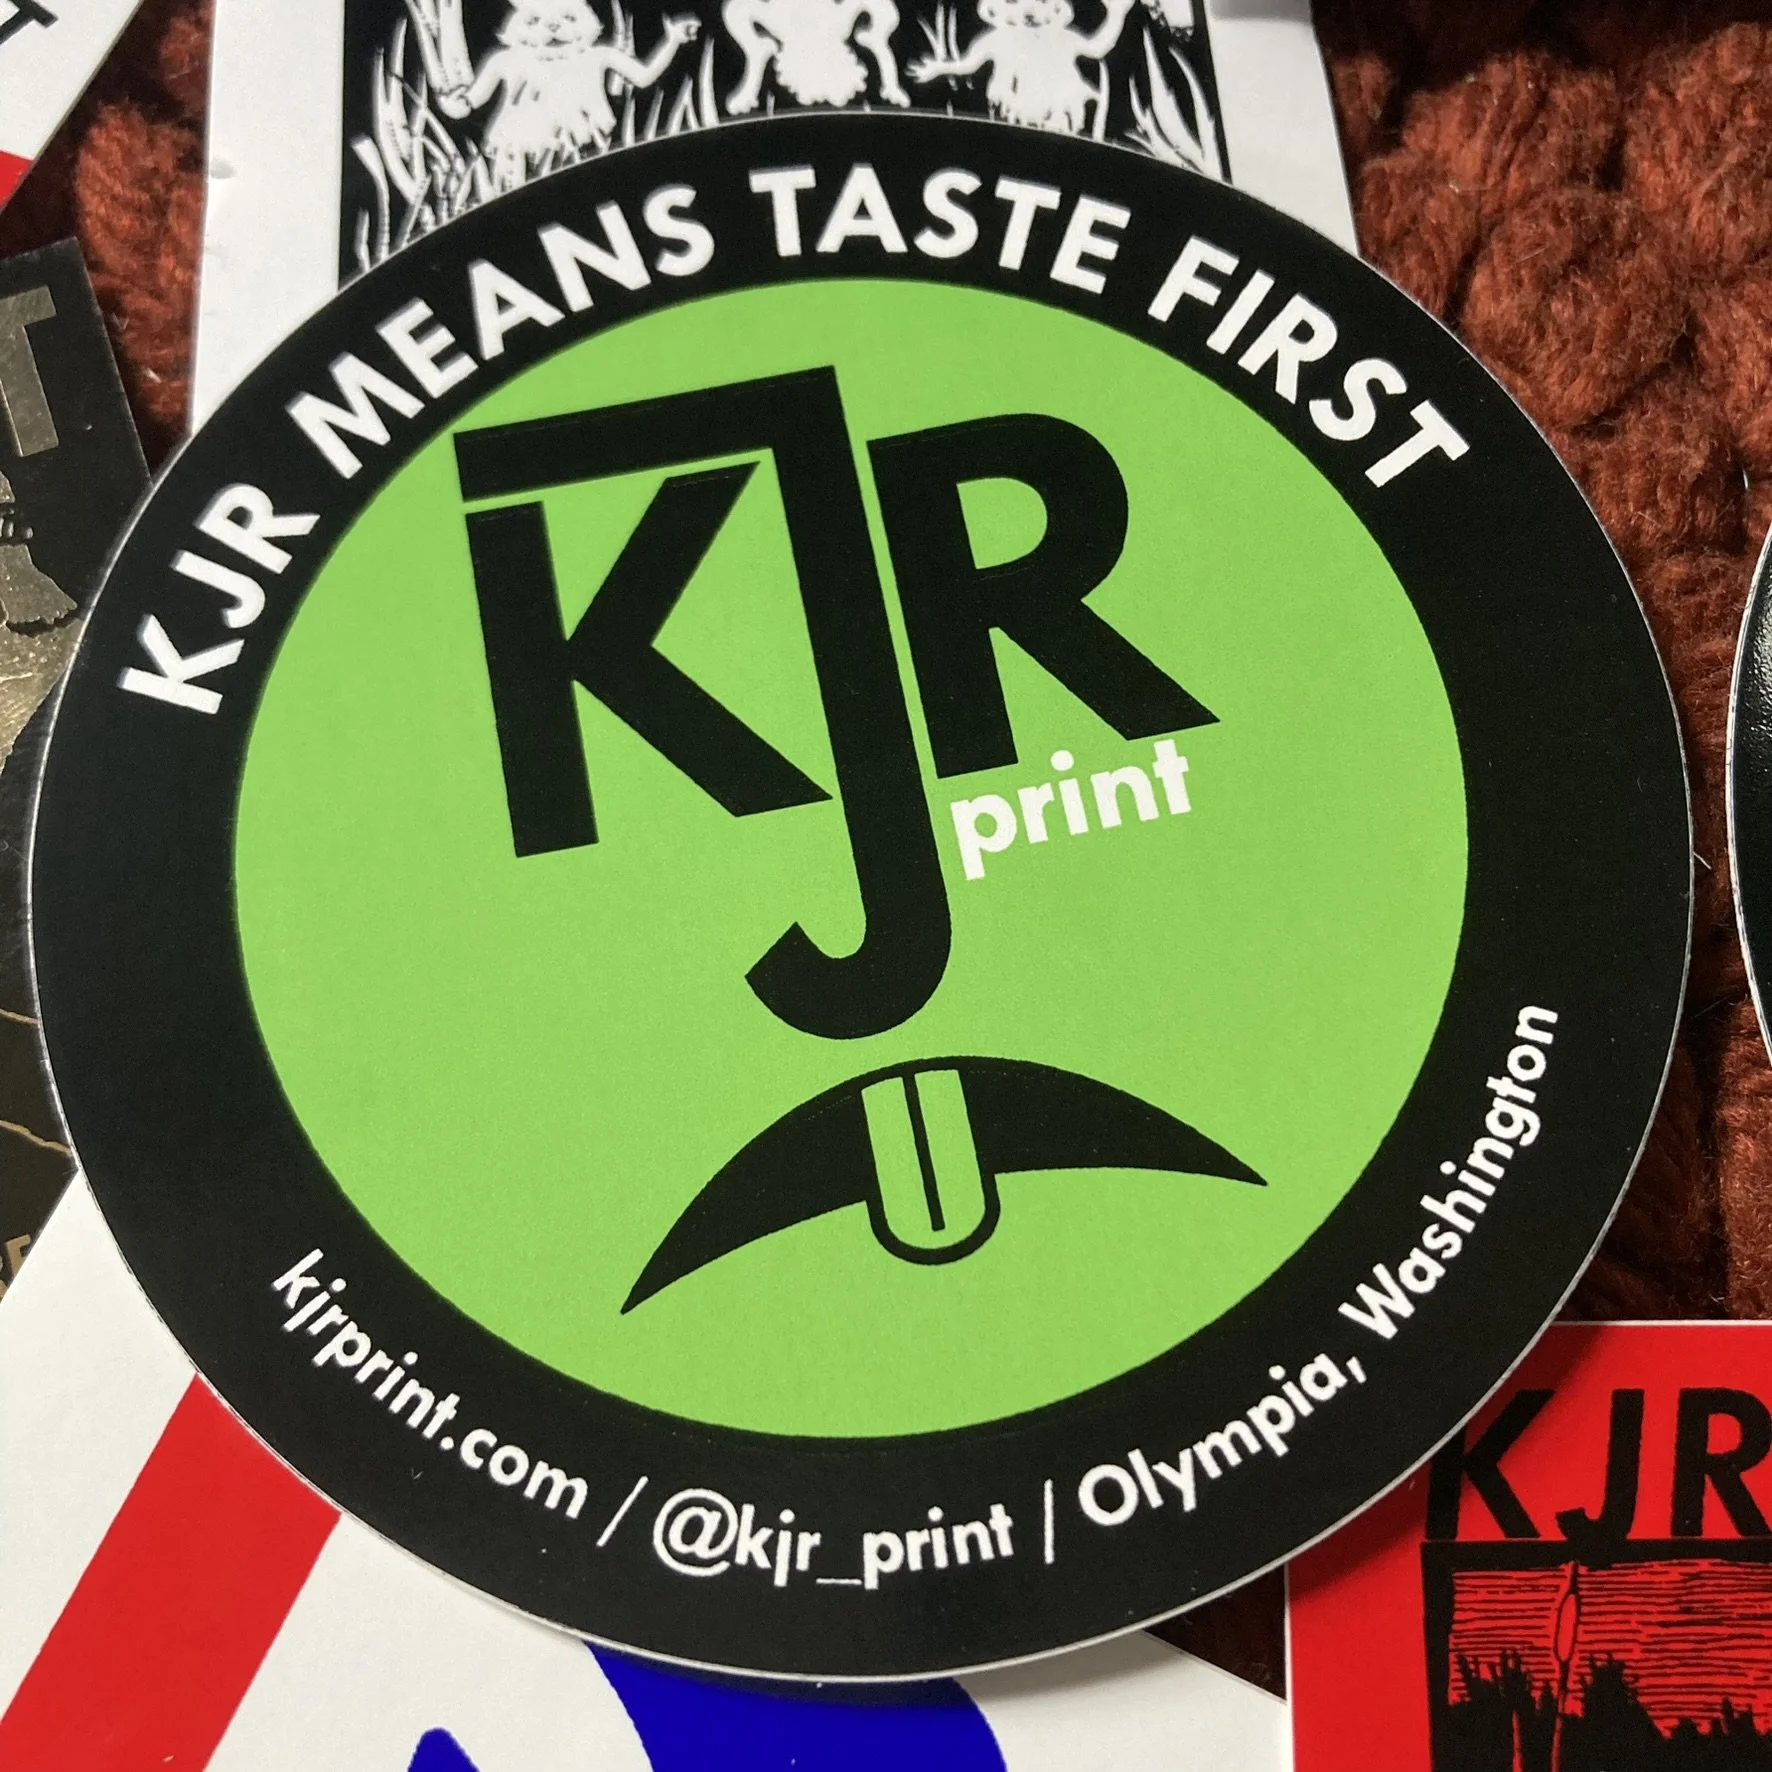 KJR MEANS TASTE FIRST
KJR
print
kjrprint.com / @kjr_print / Olympia, Washington
KJR